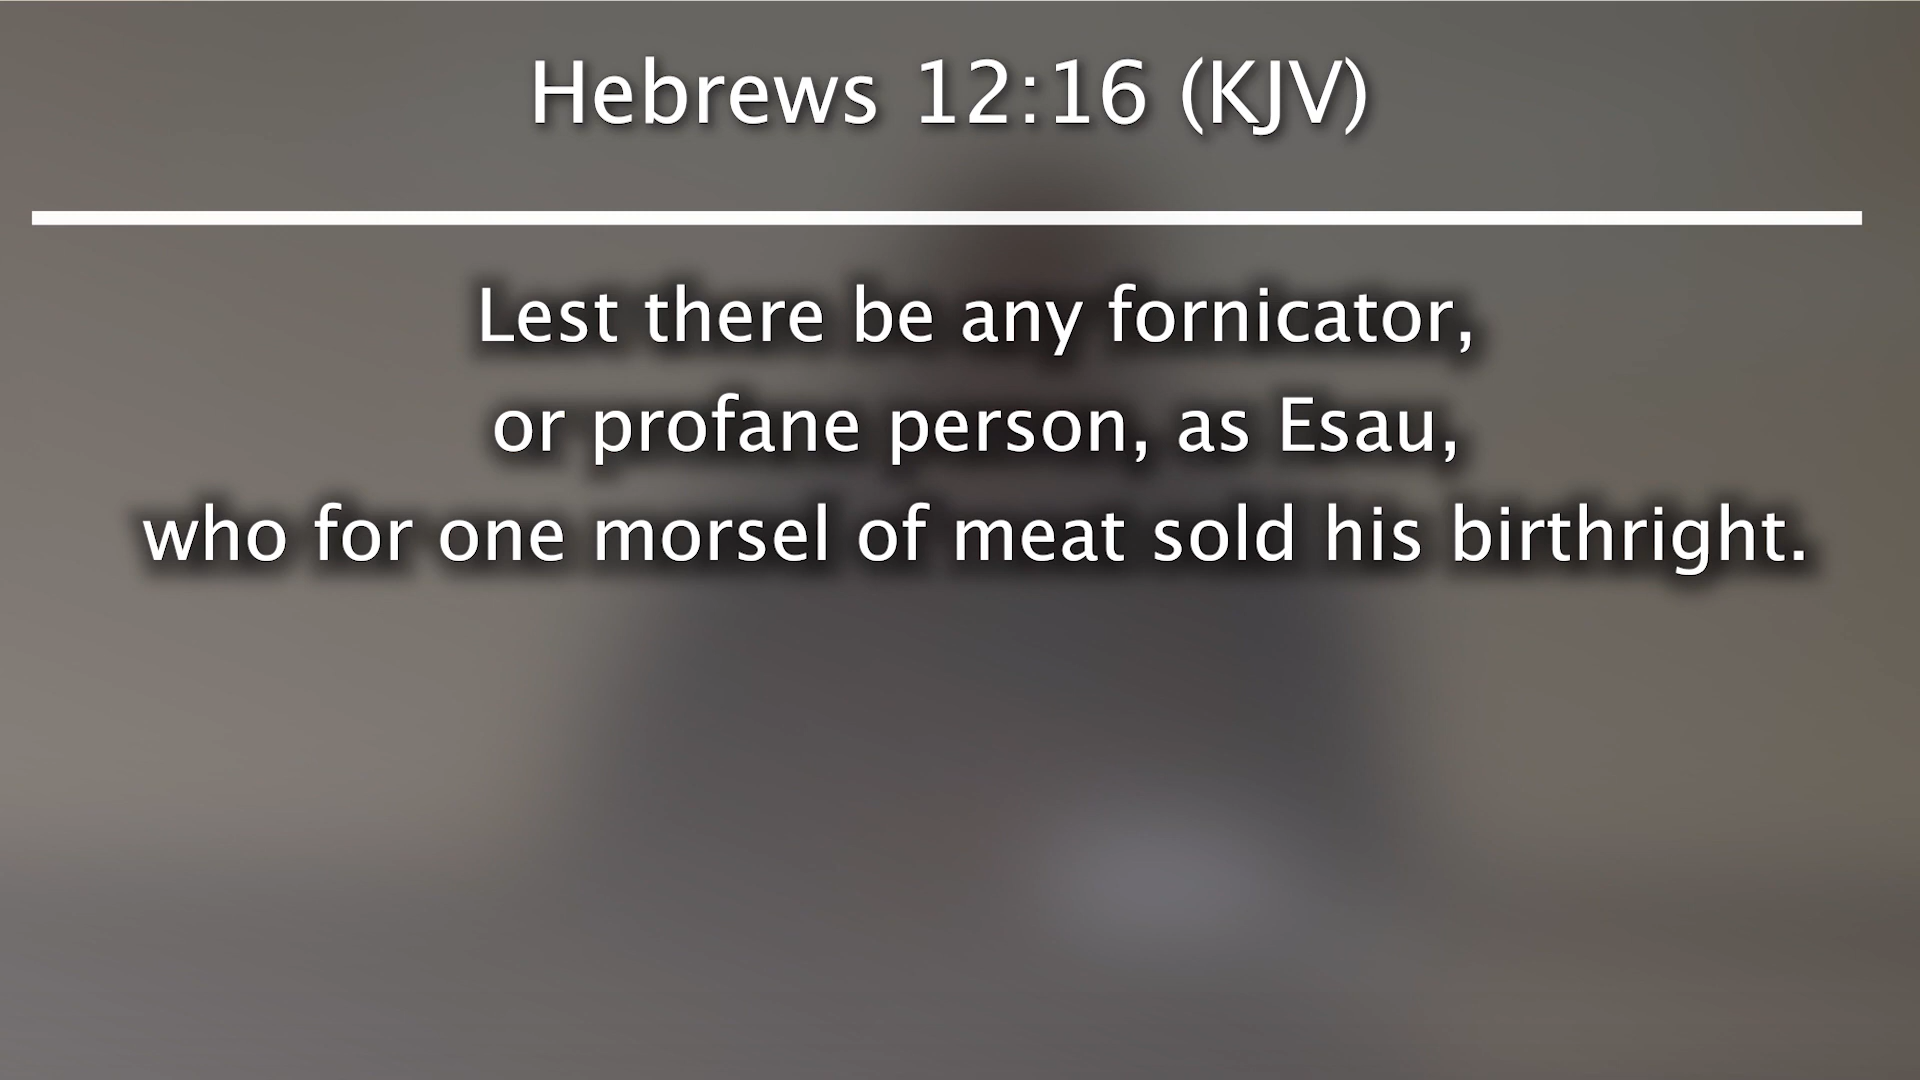 Hebrews 12:16 (KJV)
Lest there be any fornicator,
or profane person, as Esau,
who for one morsel of meat sold his birthright.